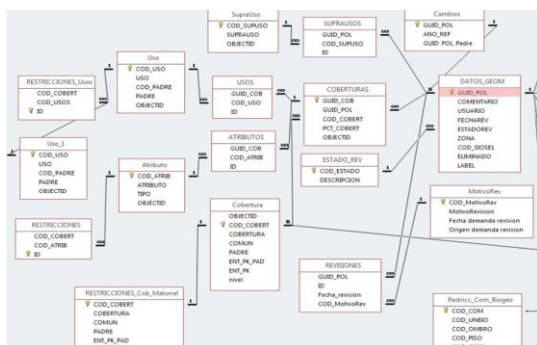 SupraUso
COD_SUPUSO
SUPRAUSO
OBJECTID
SUPRAUSOS
GUID_POL
COD_SUPUSO
ID
Cambios
GUID_POL
ANO_REF
GUID_POL_Padre
RESTRICCIONES_Usos
COD_COBERT
COD_USOS
ID
Uso
COD_USO
USO
COD_PADRE
PADRE
OBJECTID
USOS
GUID_COB
COD_USO
ID
COBERTURAS
GUID_COB
GUID_POL
COD_COBERT
PCT_COBERT
OBJECTID
DATOS_GEOM
GUID_POL
COMENTARIO
USUARIO
FECHAREV
ESTADOREV
ZONA
COD_SIOSE1
ELIMINADO
LABEL
Uso_1
COD_USO
USO
COD_PADRE
PADRE
OBJECTID
Atributo
COD_ATRIB
ATRIBUTO
TIPO
OBJECTID
ATRIBUTOS
GUID_COB
COD_ATRIB
ID
ESTADO_REV
COD_ESTADO
DESCRIPCION
RESTRICCIONES
COD_COBERT
COD_ATRIB
ID
Cobertura
OBJECTID
COD_COBERT
COBERTURA
COMUN
PADRE
ENT_PK_PAD
ENT_PK
nivel
MotivoRev
COD_MotivoRev
MotivoRevision
Fecha demanda revision
Origen demanda revision
REVISIONES
GUID_POL
ID
Fecha_revision
COD_MotivoRev
RESTRICCIONES_Cob_Matorral
COD_COBERT
COBERTURA
COMUN
PADRE
ENT_PK_PAD
Restricc_Com_Biogeo
COD_COM
COD_UNBIO
COD_OMBRO
COD_PISO